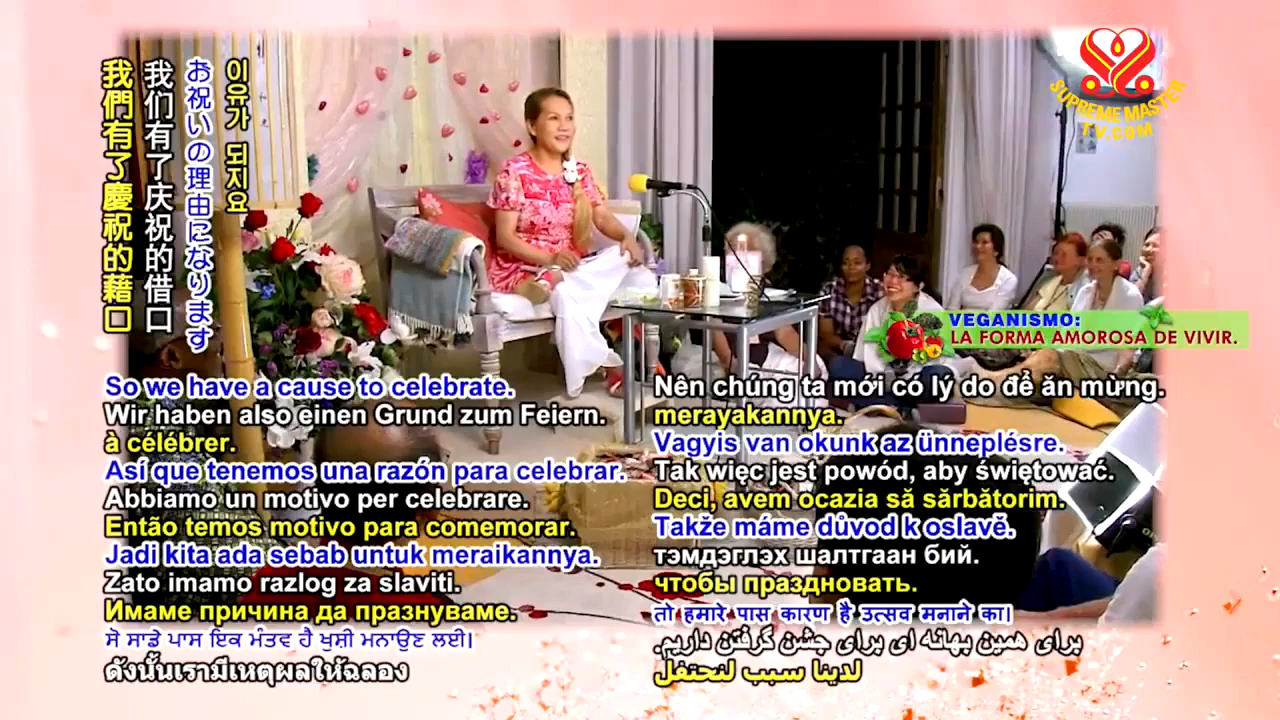 我們有了慶祝的藉口
我们有了庆祝的借口
お祝いの理由になります
이유가 되지요
SUPREME MASTER
TV.COM
VEGANISMO:
LA FORMA AMOROSA DE VIVIR.
So we have a cause to celebrate.
Wir haben also einen Grund zum Feiern.
à célébrer.
Así que tenemos una razón para celebrar.
Abbiamo un motivo per celebrare.
Então temos motivo para comemorar.
Jadi kita ada sebab untuk meraikannya.
Zato imamo razlog za slaviti.
Имаме причина да празнуваме.
ਸੋ ਸਾਡੇ ਪਾਸ ਇਕ ਮੰਤਵ ਹੈ ਖੁਸ਼ੀ ਮਨਾਉਣ ਲਈ।
ดังนั้นเรามีเหตุผลให้ฉลอง
Nên chúng ta mới có lý do để ăn mừng.
merayakannya.
Vagyis van okunk az ünneplésre.
Tak więc jest powód, aby świętować.
Deci, avem ocazia să sărbătorim.
Takže máme důvod k oslavě.
тэмдэглэх шалтгаан бий.
чтобы праздновать.
तो हमारे पास कारण है उत्सव मनाने का।
برای همین بهانه ای برای جشن گرفتن داریم.
لدينا سبب لنحتفل